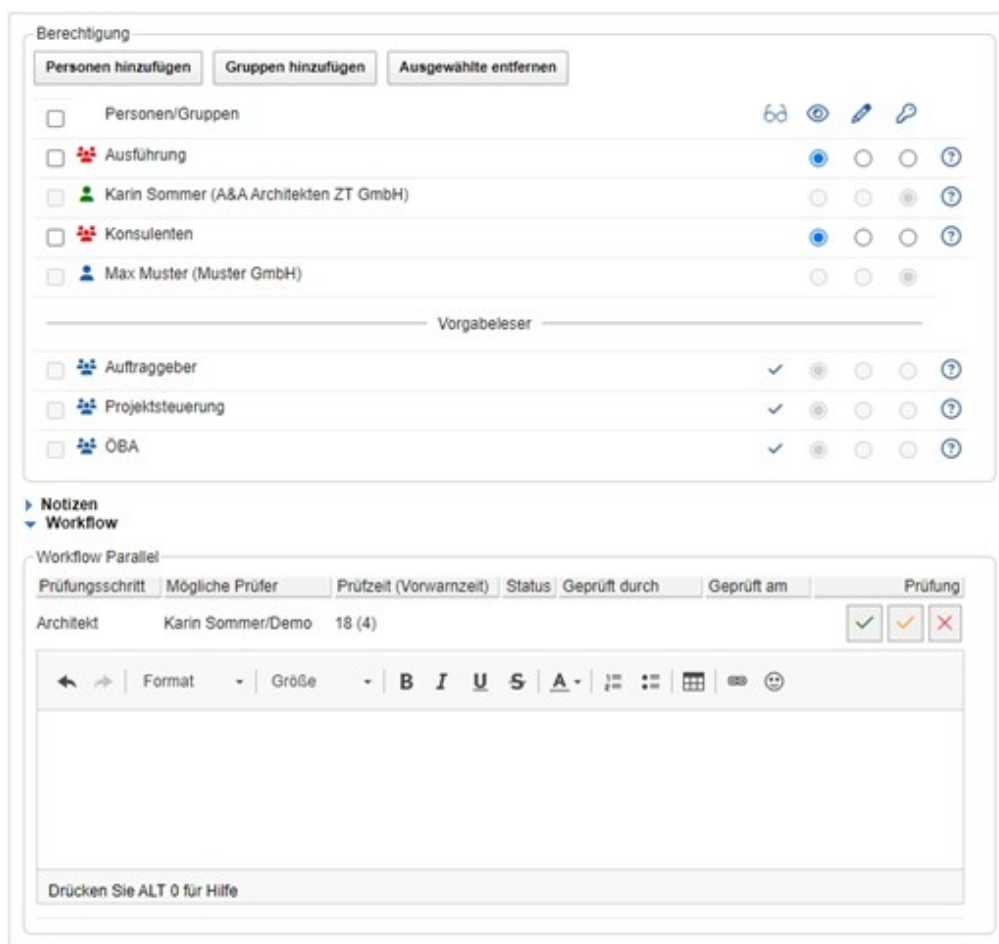 Berechtigung
Personen hinzufügen Gruppen hinzufügen Ausgewählte entfernen
Personen/Gruppen
Ausführung
Karin Sommer (A&A Architekten ZT GmbH)
Konsulenten
Max Muster (Muster GmbH)
Vorgabeleser
Auftraggeber
Projektsteuerung
ÖBA
Notizen
Workflow
Workflow Parallel
Prüfungsschritt Mögliche Prüfer Prüfzeit (Vorwarnzeit) Status Geprüft durch Geprüft am Prüfung
Architekt Karin Sommer/Demo 18 (4)
Format Größe B I U S A
Drücken Sie ALT 0 für Hilfe